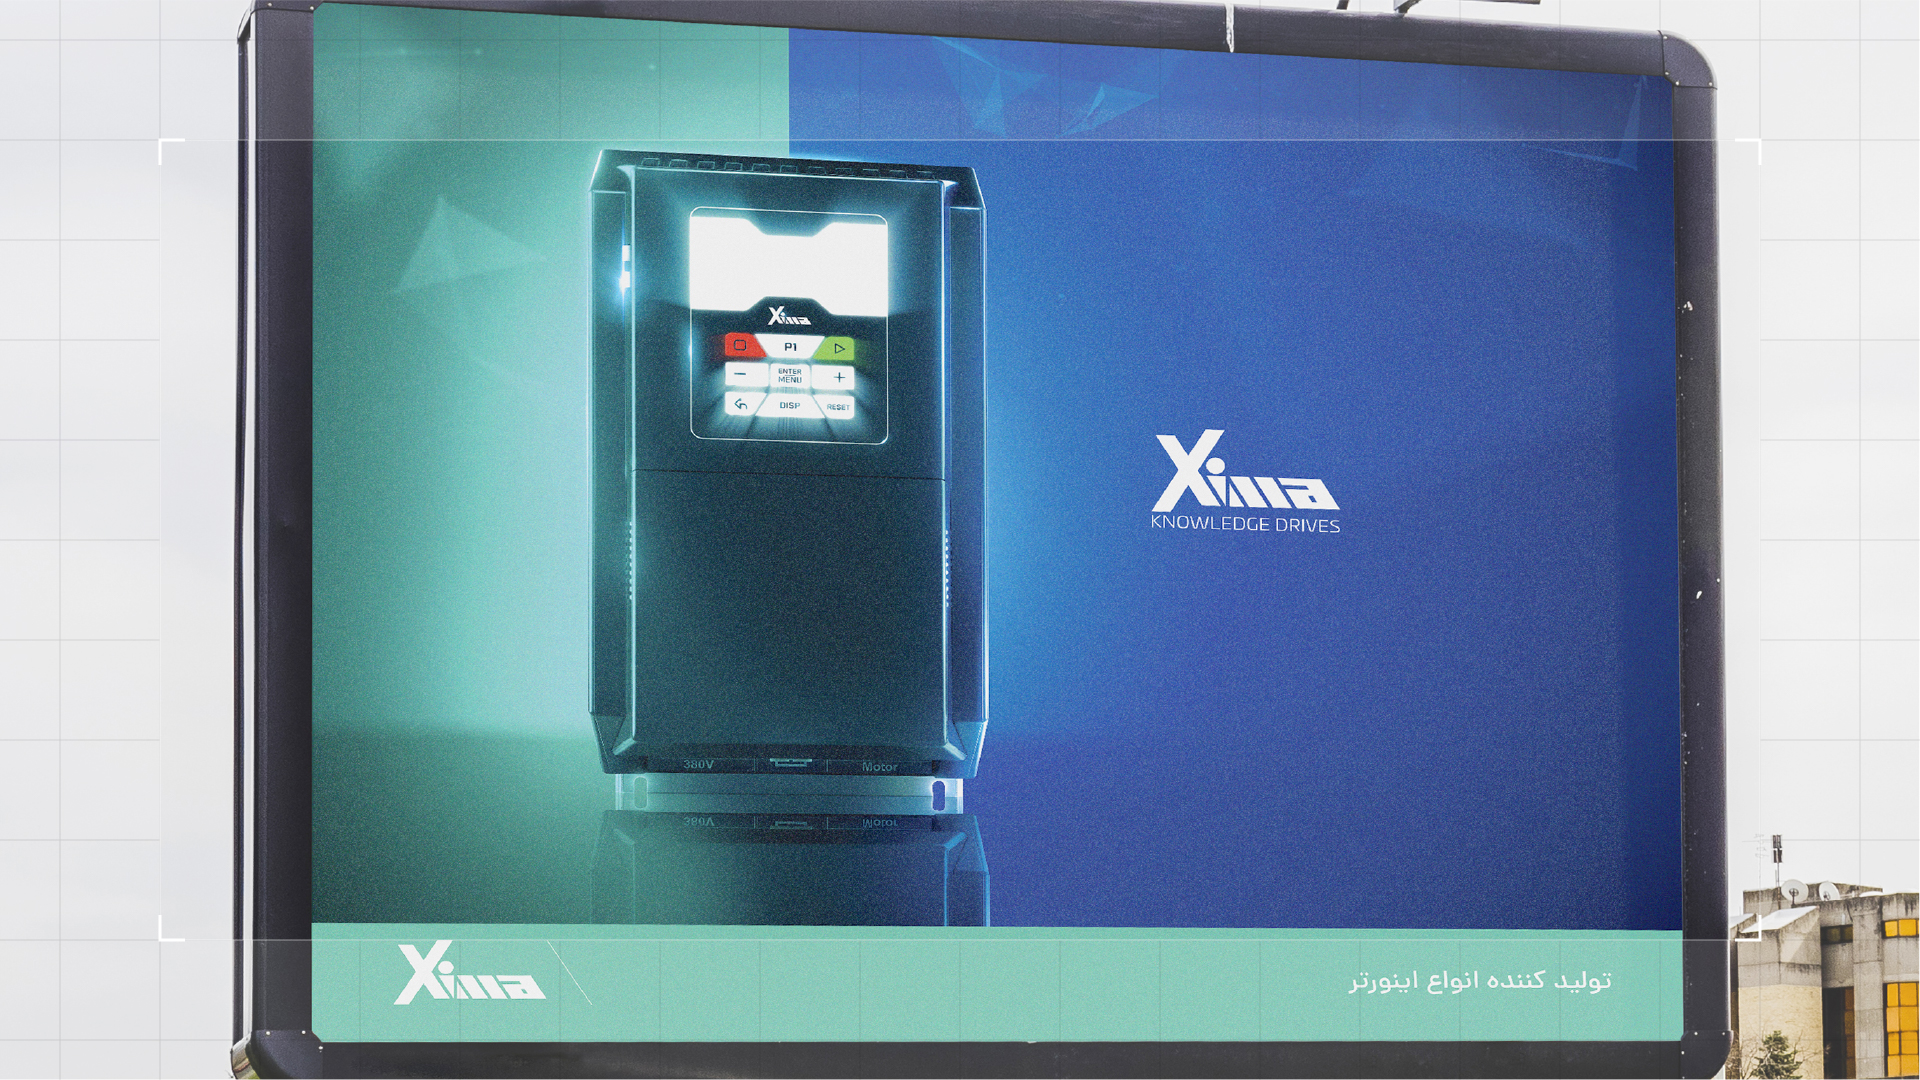 Xima
P1
ENTER
MENU
DISP
RESET
380V
Motor
Xima
KNOWLEDGE DRIVES
Xima
تولید کننده انواع اینورتر